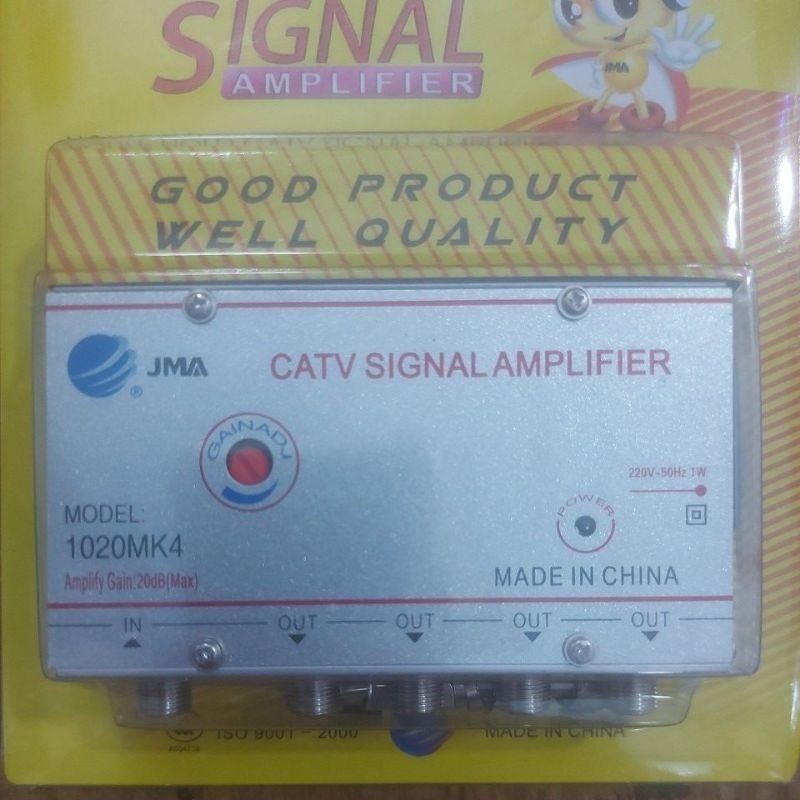 SIGNAL
AMPLIFIER
JMA
GOOD PRODUCT
WELL QUALITY
JMA
®
CATV SIGNAL AMPLIFIER
GAINADJ
220V~50Hz 1W
MODEL:
1020MK4
POWER
Amplify Gain:20dB(Max)
MADE IN CHINA
IN
OUT
OUT
OUT
OUT
ISO 9001-2000
MADE IN CHINA